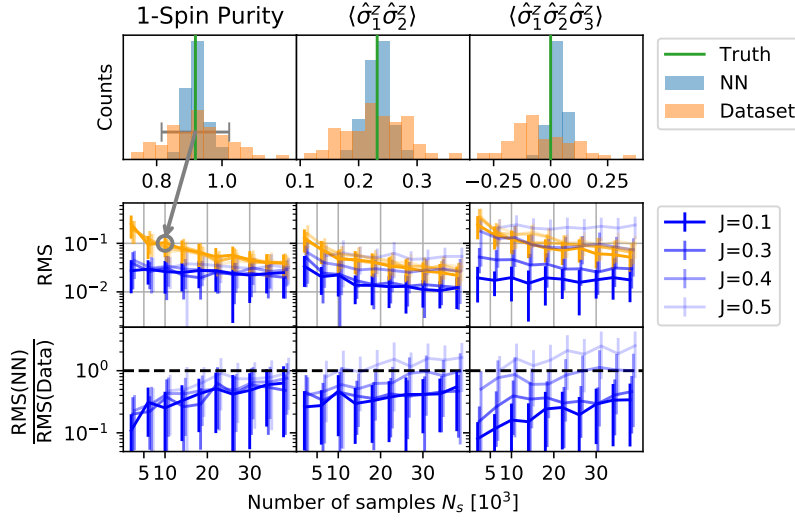 1-Spin Purity
⟨σ̂₁ᶻσ̂₂ᶻ⟩
⟨σ̂₁ᶻσ̂₂ᶻσ̂₃ᶻ⟩
Counts
Truth
NN
Dataset
0.8 1.0
0.1 0.2 0.3
−0.25 0.00 0.25
RMS
10⁻¹
10⁻²
J=0.1
J=0.3
J=0.4
J=0.5
RMS(NN)
RMS(Data)
10⁰
10⁻¹
5 10 20 30
5 10 20 30
5 10 20 30
Number of samples Nₛ [10³]